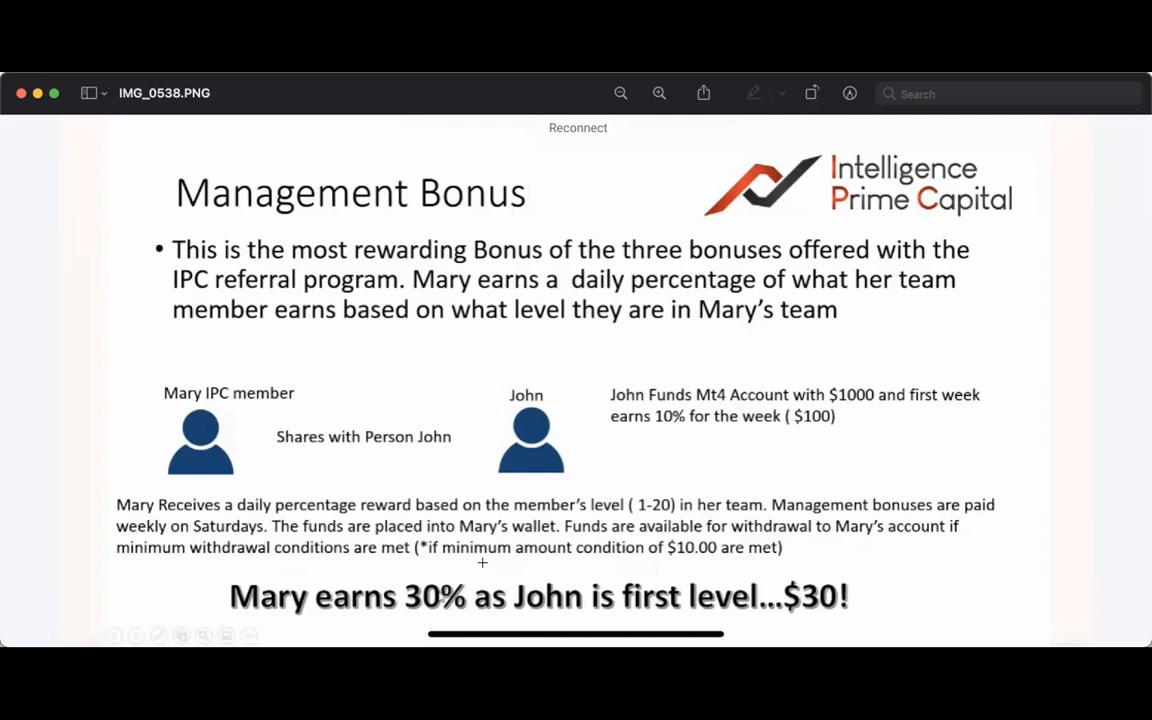 IMG_0538.PNG
Search
Reconnect
Management Bonus
Intelligence
Prime Capital
• This is the most rewarding Bonus of the three bonuses offered with the
IPC referral program. Mary earns a  daily percentage of what her team
member earns based on what level they are in Mary's team
Mary IPC member
Shares with Person John
John
John Funds Mt4 Account with $1000 and first week
earns 10% for the week ( $100)
Mary Receives a daily percentage reward based on the member's level ( 1-20) in her team. Management bonuses are paid
weekly on Saturdays. The funds are placed into Mary's wallet. Funds are available for withdrawal to Mary's account if
minimum withdrawal conditions are met (*if minimum amount condition of $10.00 are met)
Mary earns 30% as John is first level...$30!